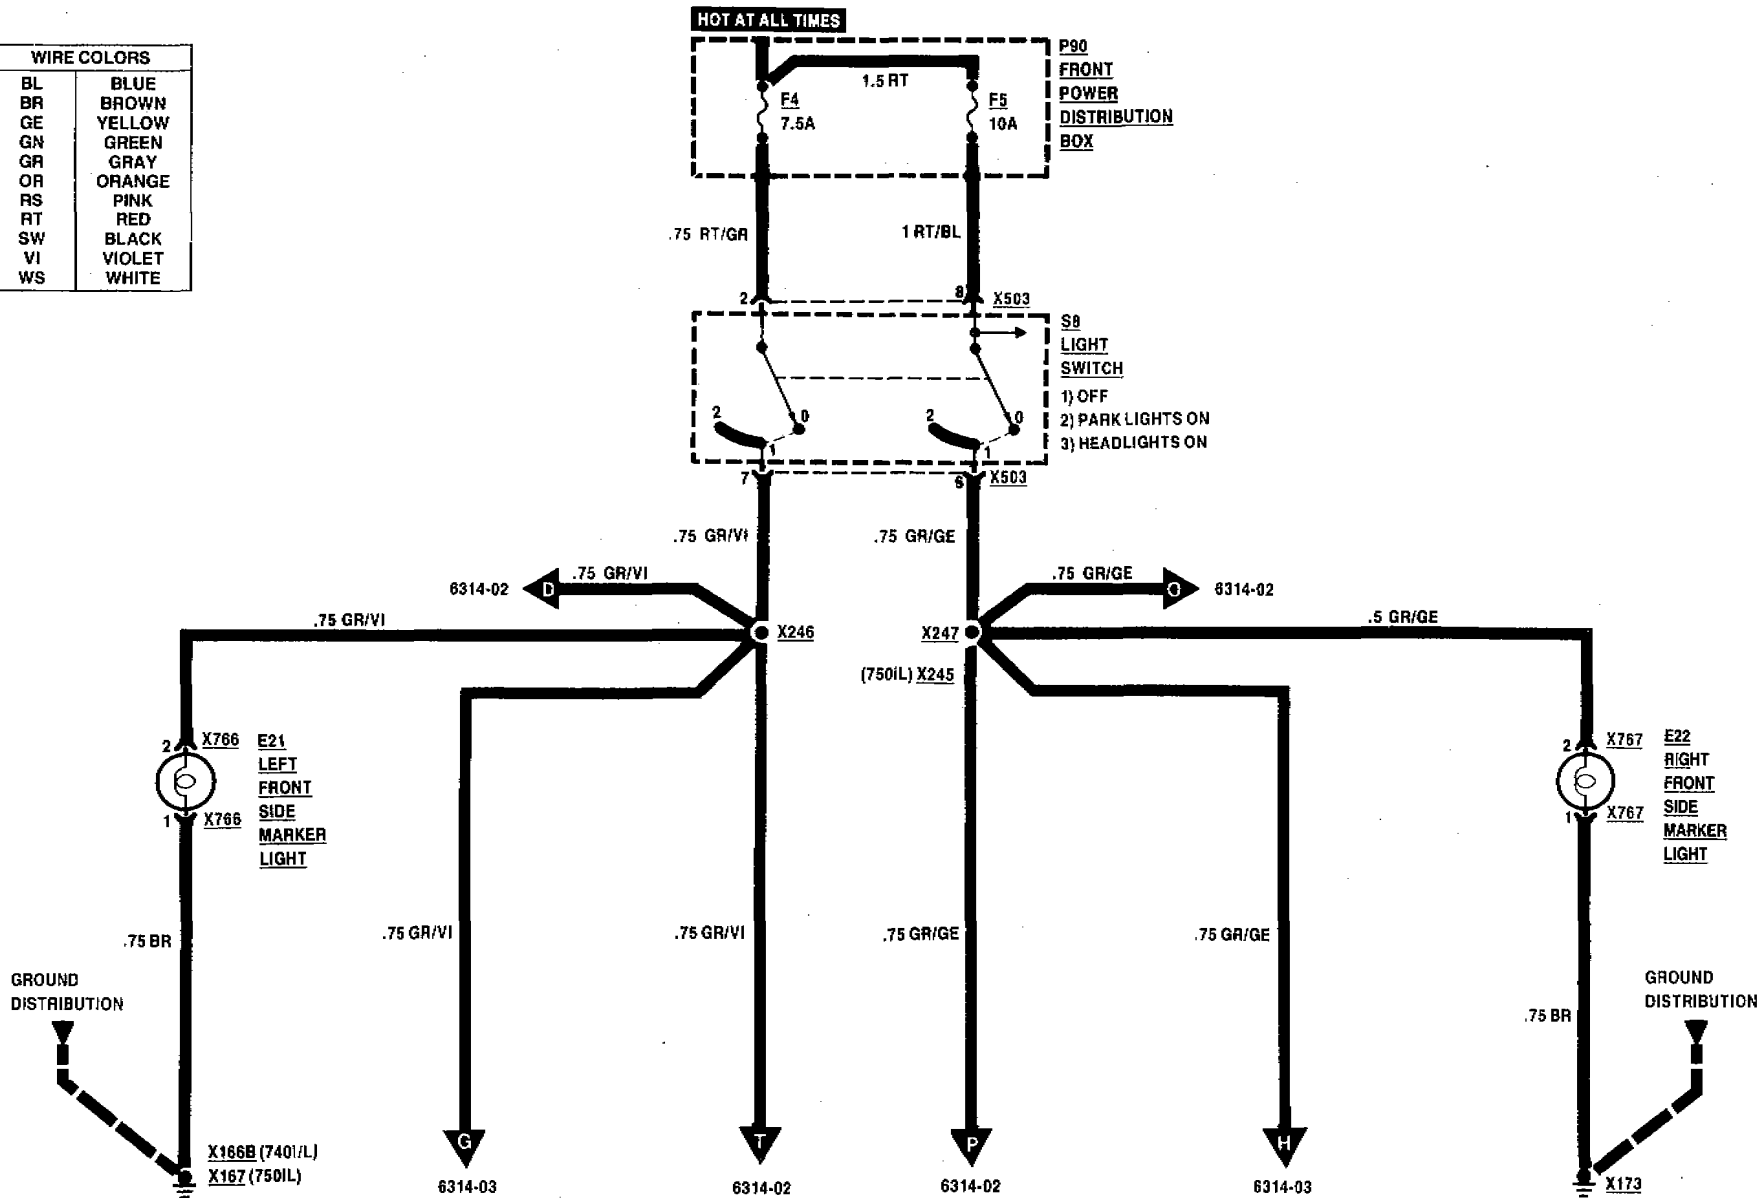 HOT AT ALL TIMES
WIRE COLORS
BL BLUE
BR BROWN
GE YELLOW
GN GREEN
GR GRAY
OR ORANGE
RS PINK
RT RED
SW BLACK
VI VIOLET
WS WHITE
P90
FRONT
POWER
DISTRIBUTION
BOX
1.5 RT
F4
7.5A
F5
10A
.75 RT/GR
1 RT/BL
2
8
X503
S8
LIGHT
SWITCH
1) OFF
2) PARK LIGHTS ON
3) HEADLIGHTS ON
2
0
1
2
0
1
7
6
X503
.75 GR/VI
.75 GR/GE
6314-02
D
.75 GR/VI
.75 GR/GE
O
6314-02
.75 GR/VI
.5 GR/GE
X246
X247
(750iL) X245
2
X766
E21
LEFT
FRONT
SIDE
MARKER
LIGHT
1
X766
2
X767
E22
RIGHT
FRONT
SIDE
MARKER
LIGHT
1
X767
.75 BR
.75 GR/VI
.75 GR/VI
.75 GR/GE
.75 GR/GE
.75 BR
GROUND
DISTRIBUTION
GROUND
DISTRIBUTION
X166B (740i/L)
X167 (750iL)
G
6314-03
T
6314-02
P
6314-02
H
6314-03
X173